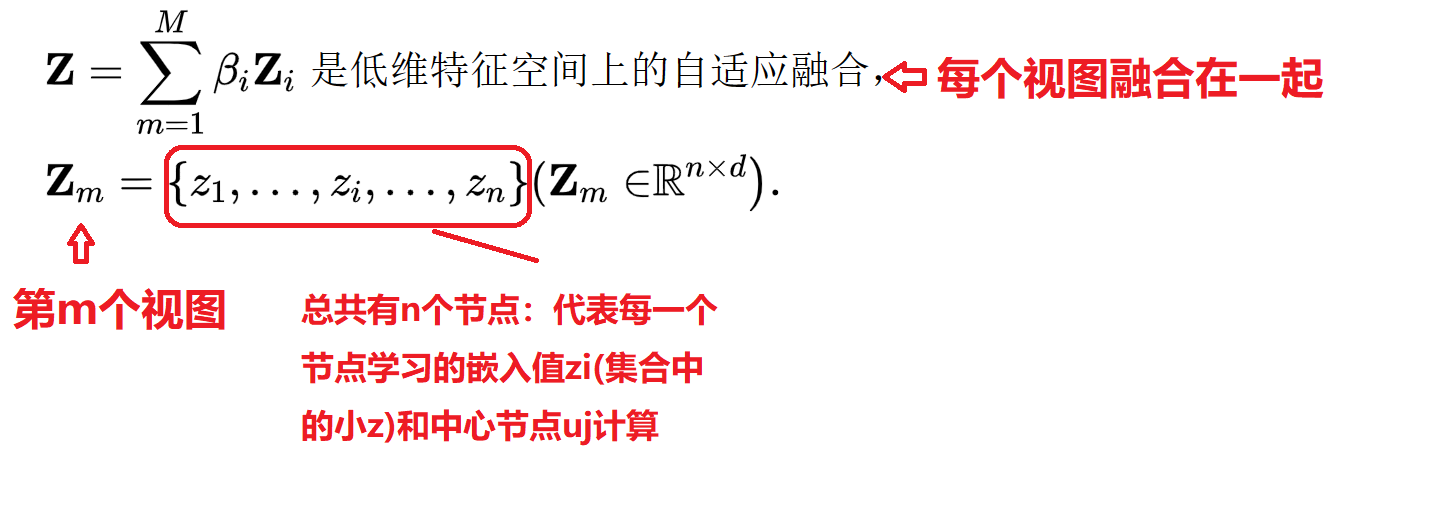 $\mathbf{Z} = \sum_{m=1}^{M} \beta_i \mathbf{Z}_i$ 是低维特征空间上的自适应融合, 每个视图融合在一起
$\mathbf{Z}_m = \{z_1, \ldots, z_i, \ldots, z_n\}(\mathbf{Z}_m \in \mathbb{R}^{n \times d}).$
第m个视图
总共有n个节点：代表每一个
节点学习的嵌入值zi(集合中
的小z)和中心节点uj计算